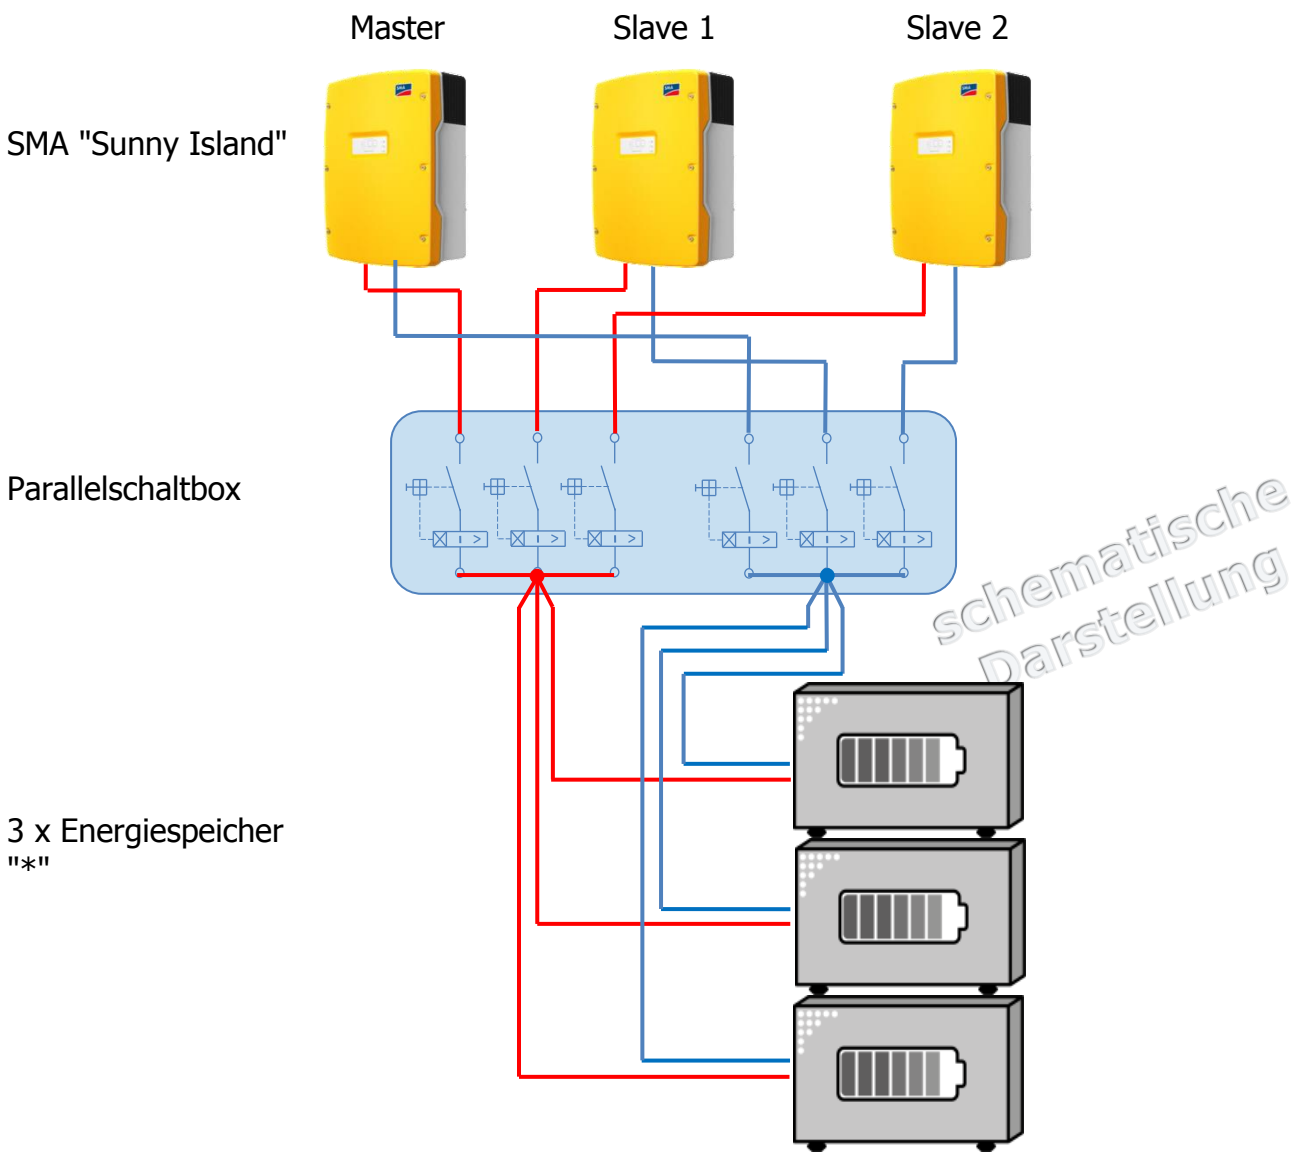 Master Slave 1 Slave 2
SMA "Sunny Island"
Parallelschaltbox
schematische
Darstellung
3 x Energiespeicher
"*"